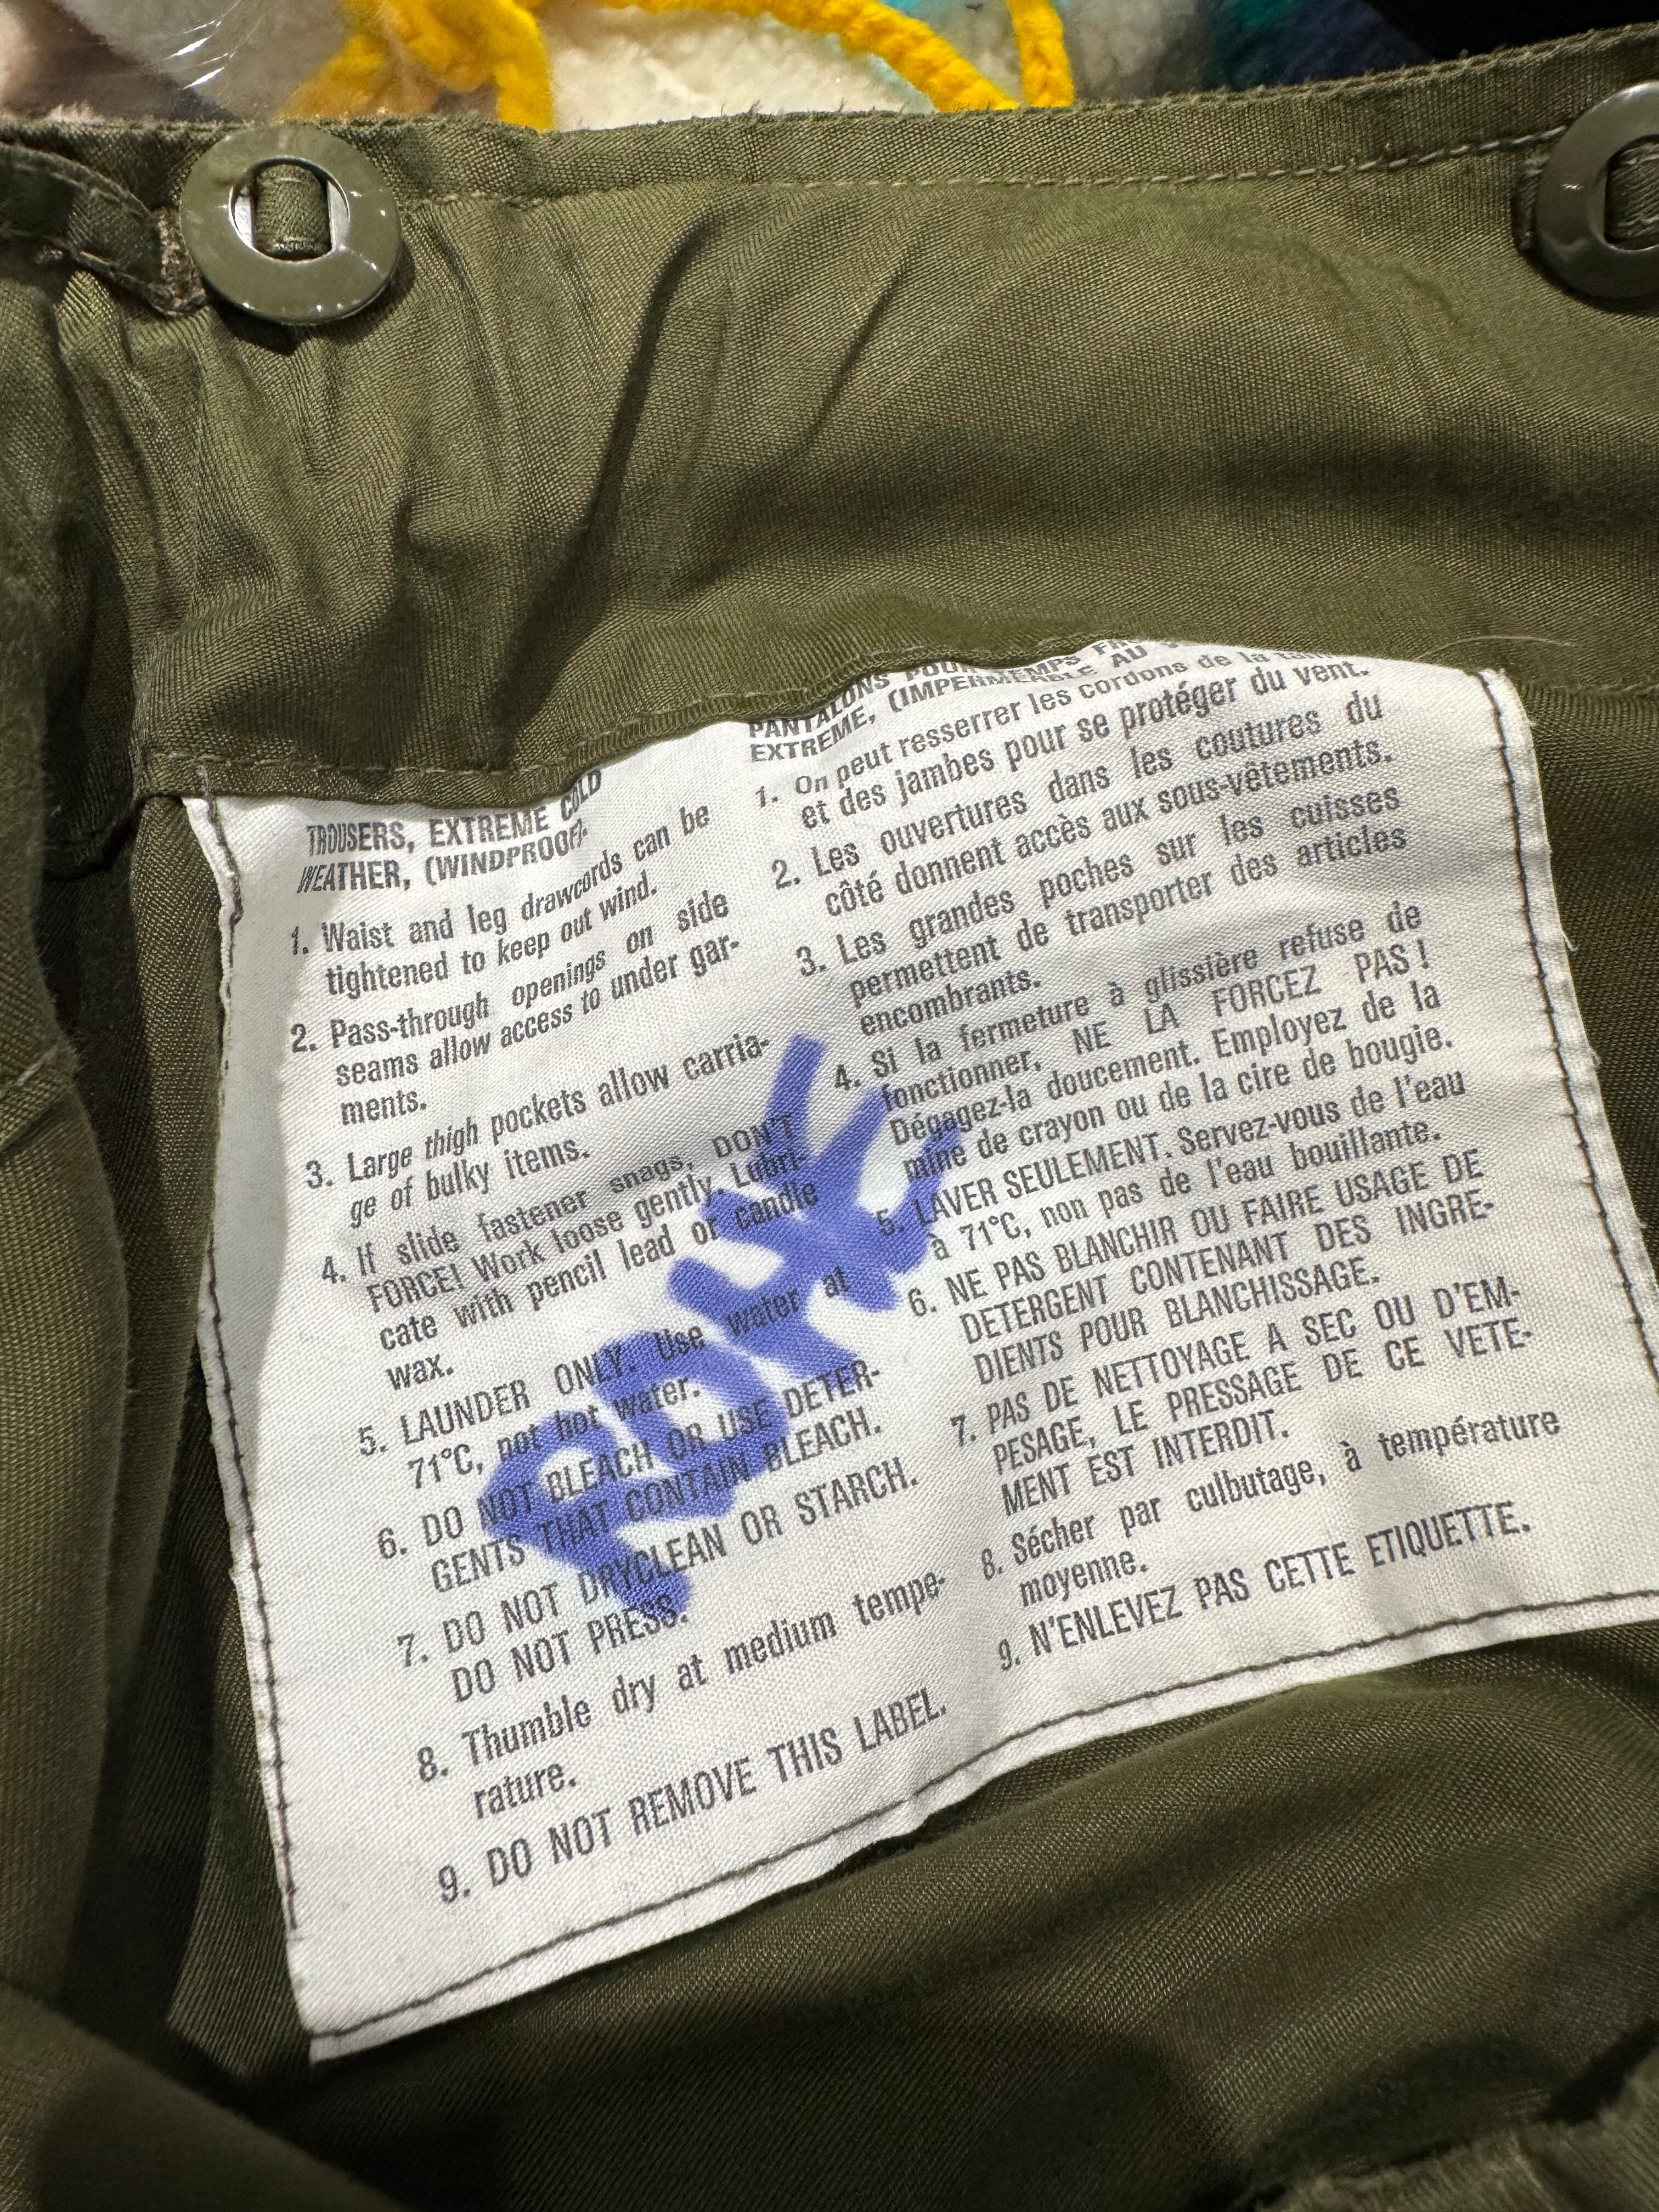 TROUSERS, EXTREME COLD
WEATHER, (WINDPROOF).
1. Waist and leg drawcords can be
tightened to keep out wind.
2. Pass-through openings on side
seams allow access to under gar-
ments.
3. Large thigh pockets allow carria-
ge of bulky items.
4. If slide fastener snags, DON'T
FORCE! Work loose gently. Lubri-
cate with pencil lead or candle
wax.
5. LAUNDER ONLY. Use water at
71°C, not hot water.
6. DO NOT BLEACH OR USE DETER-
GENTS THAT CONTAIN BLEACH.
7. DO NOT DRYCLEAN OR STARCH.
DO NOT PRESS.
8. Thumble dry at medium tempe-
rature.
9. DO NOT REMOVE THIS LABEL.
PANTALONS POUR TEMPS
EXTREME, (IMPERMEABLE AU
1. On peut resserrer les cordons de la
et des jambes pour se protéger du vent.
2. Les ouvertures dans les coutures du
côté donnent accès aux sous-vêtements.
3. Les grandes poches sur les cuisses
permettent de transporter des articles
encombrants.
4. Si la fermeture à glissière refuse de
fonctionner, NE LA FORCEZ PAS!
Dégagez-la doucement. Employez de la
mine de crayon ou de la cire de bougie.
5. LAVER SEULEMENT. Servez-vous de l'eau
à 71°C, non pas de l'eau bouillante.
6. NE PAS BLANCHIR OU FAIRE USAGE DE
DETERGENT CONTENANT DES INGRE-
DIENTS POUR BLANCHISSAGE.
7. PAS DE NETTOYAGE A SEC OU D'EM-
PESAGE, LE PRESSAGE DE CE VETE-
MENT EST INTERDIT.
8. Sécher par culbutage, à température
moyenne.
9. N'ENLEVEZ PAS CETTE ETIQUETTE.